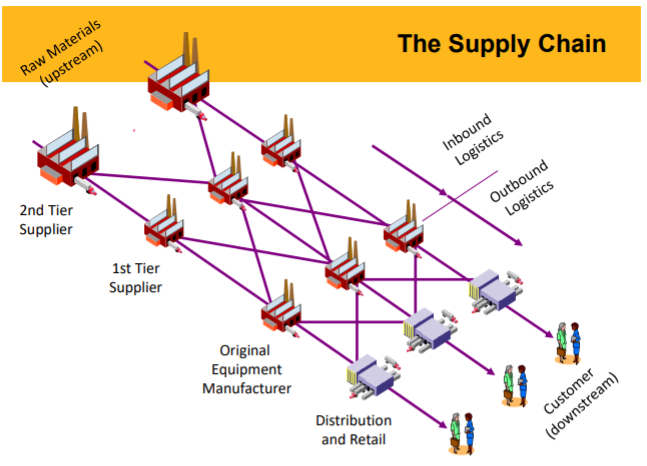 The Supply Chain
Raw Materials
(upstream)
Inbound
Logistics
Outbound
Logistics
2nd Tier
Supplier
1st Tier
Supplier
Original
Equipment
Manufacturer
Distribution
and Retail
Customer
(downstream)